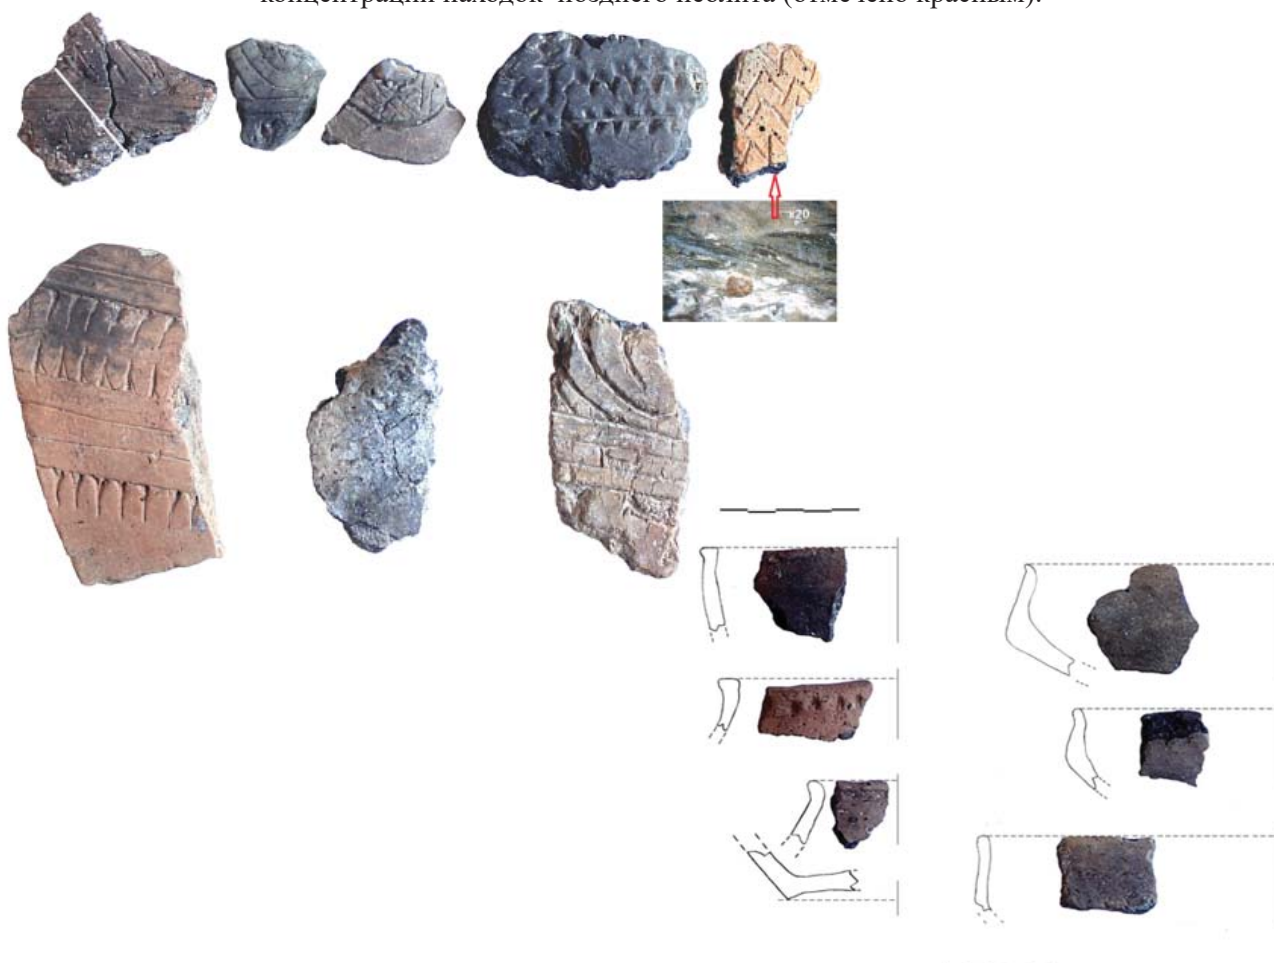 концентрации находок позднего неолита (отмечено красным).
x20